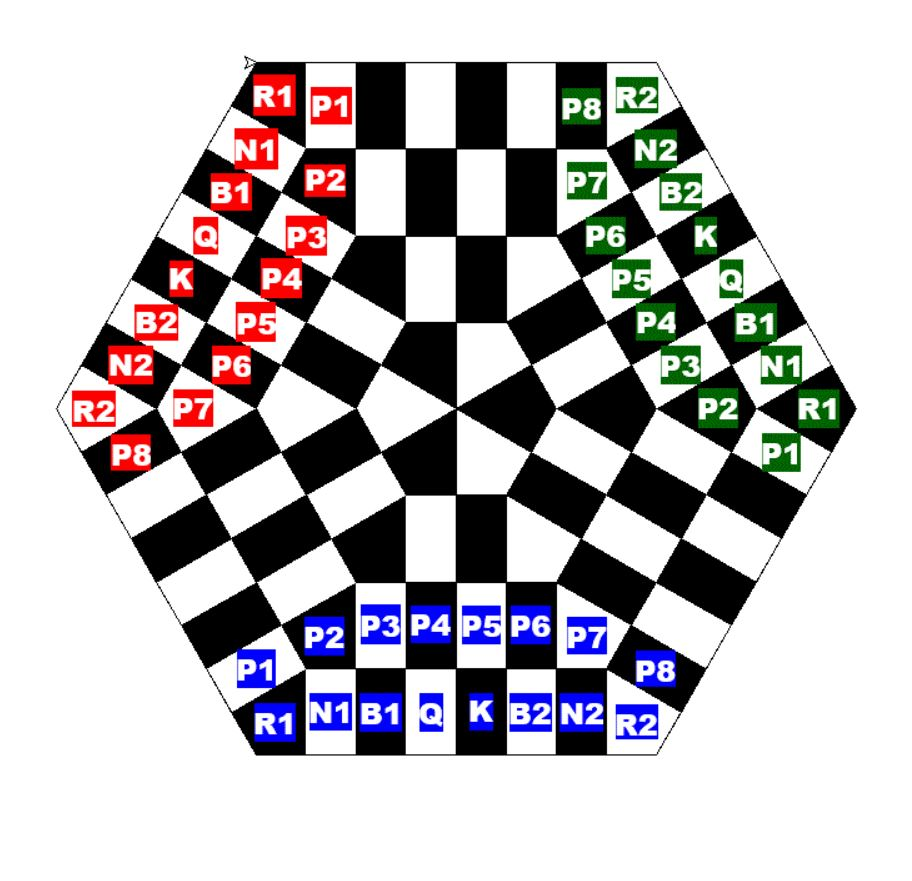 R1 P1 P8 R2
N1 N2
P2 P7
B1 B2
Q P3 P6 K
K P4 P5 Q
B2 P5 P4 B1
N2 P6 P3 N1
R2 P7 P2 R1
P8 P1
P3 P4 P5 P6
P2 P7
P1 P8
N1 B1 Q K B2 N2
R1 R2